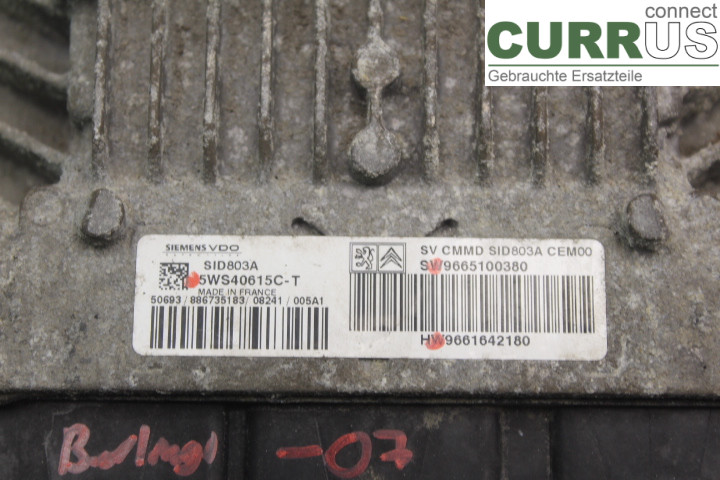 connect
CURRUS
Gebrauchte Ersatzteile
SIEMENS VDO
SID803A
5WS40615C-T
MADE IN FRANCE
50693 / 886735183 / 08241 / 005A1
SV CMMD SID803A CEM00
SW9665100380
HW9661642180
-07